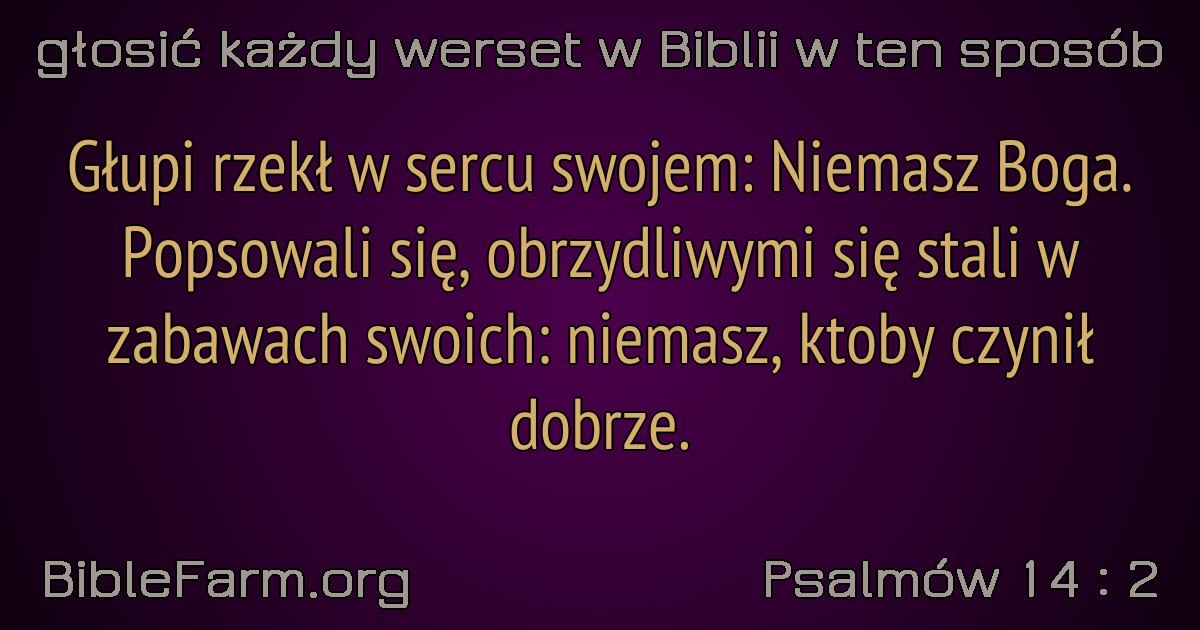 głosić każdy werset w Biblii w ten sposób
Głupi rzekł w sercu swojem: Niemasz Boga.
Popsowali się, obrzydliwymi się stali w
zabawach swoich: niemasz, ktoby czynił
dobrze.
BibleFarm.org
Psalmów 14 : 2